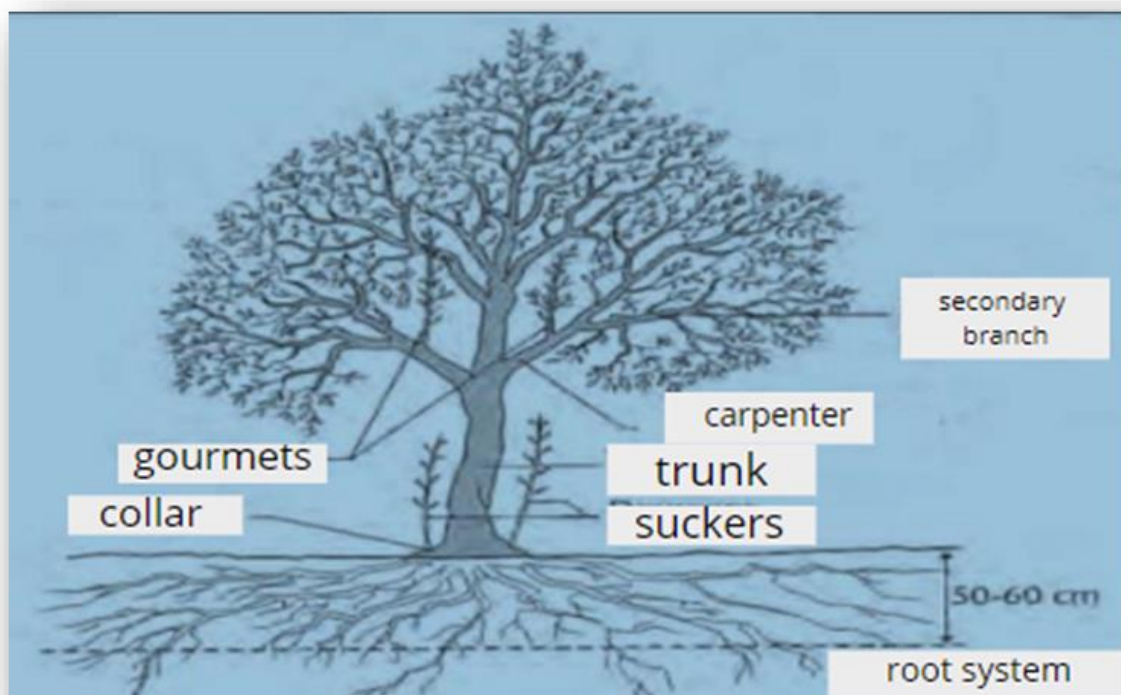 secondary
branch
carpenter
gourmets
trunk
collar
suckers
50-60 cm
root system